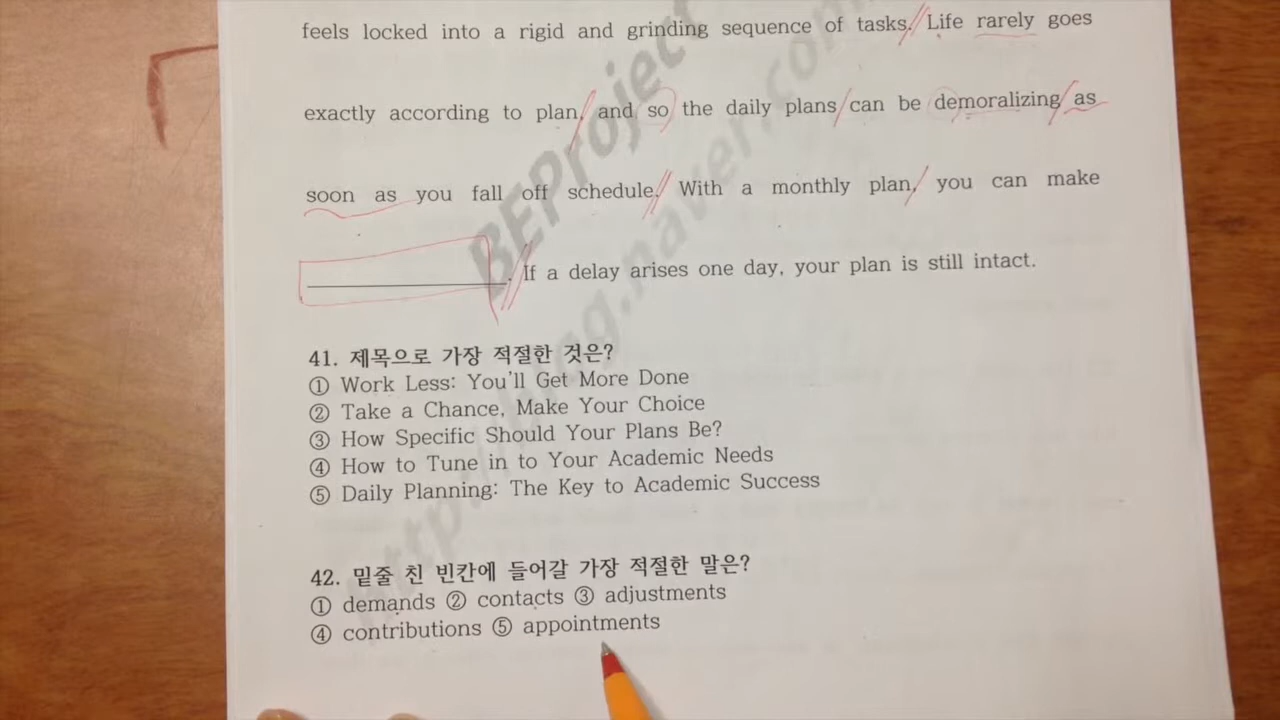 feels locked into a rigid and grinding sequence of tasks. Life rarely goes
exactly according to plan, and so the daily plans can be demoralizing as
soon as you fall off schedule. With a monthly plan, you can make
. If a delay arises one day, your plan is still intact.
41. 제목으로 가장 적절한 것은?
① Work Less: You'll Get More Done
② Take a Chance, Make Your Choice
③ How Specific Should Your Plans Be?
④ How to Tune in to Your Academic Needs
⑤ Daily Planning: The Key to Academic Success
42. 밑줄 친 빈칸에 들어갈 가장 적절한 말은?
① demands ② contacts ③ adjustments
④ contributions ⑤ appointments
BEProject
http://blog.naver.com